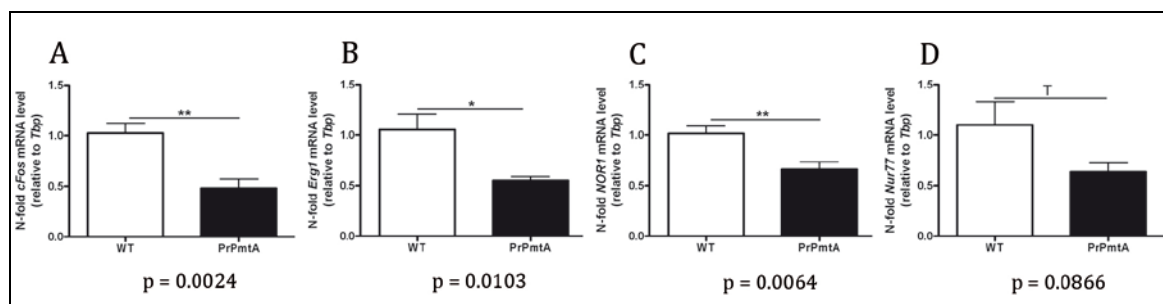 A
N-fold cFos mRNA level
(relative to Tbp)
1.5
1.0
0.5
0.0
**
WT
PrPmtA
p = 0.0024
B
N-fold Erg1 mRNA level
(relative to Tbp)
1.5
1.0
0.5
0.0
*
WT
PrPmtA
p = 0.0103
C
N-fold NOR1 mRNA level
(relative to Tbp)
1.5
1.0
0.5
0.0
**
WT
PrPmtA
p = 0.0064
D
N-fold Nur77 mRNA level
(relative to Tbp)
1.5
1.0
0.5
0.0
T
WT
PrPmtA
p = 0.0866